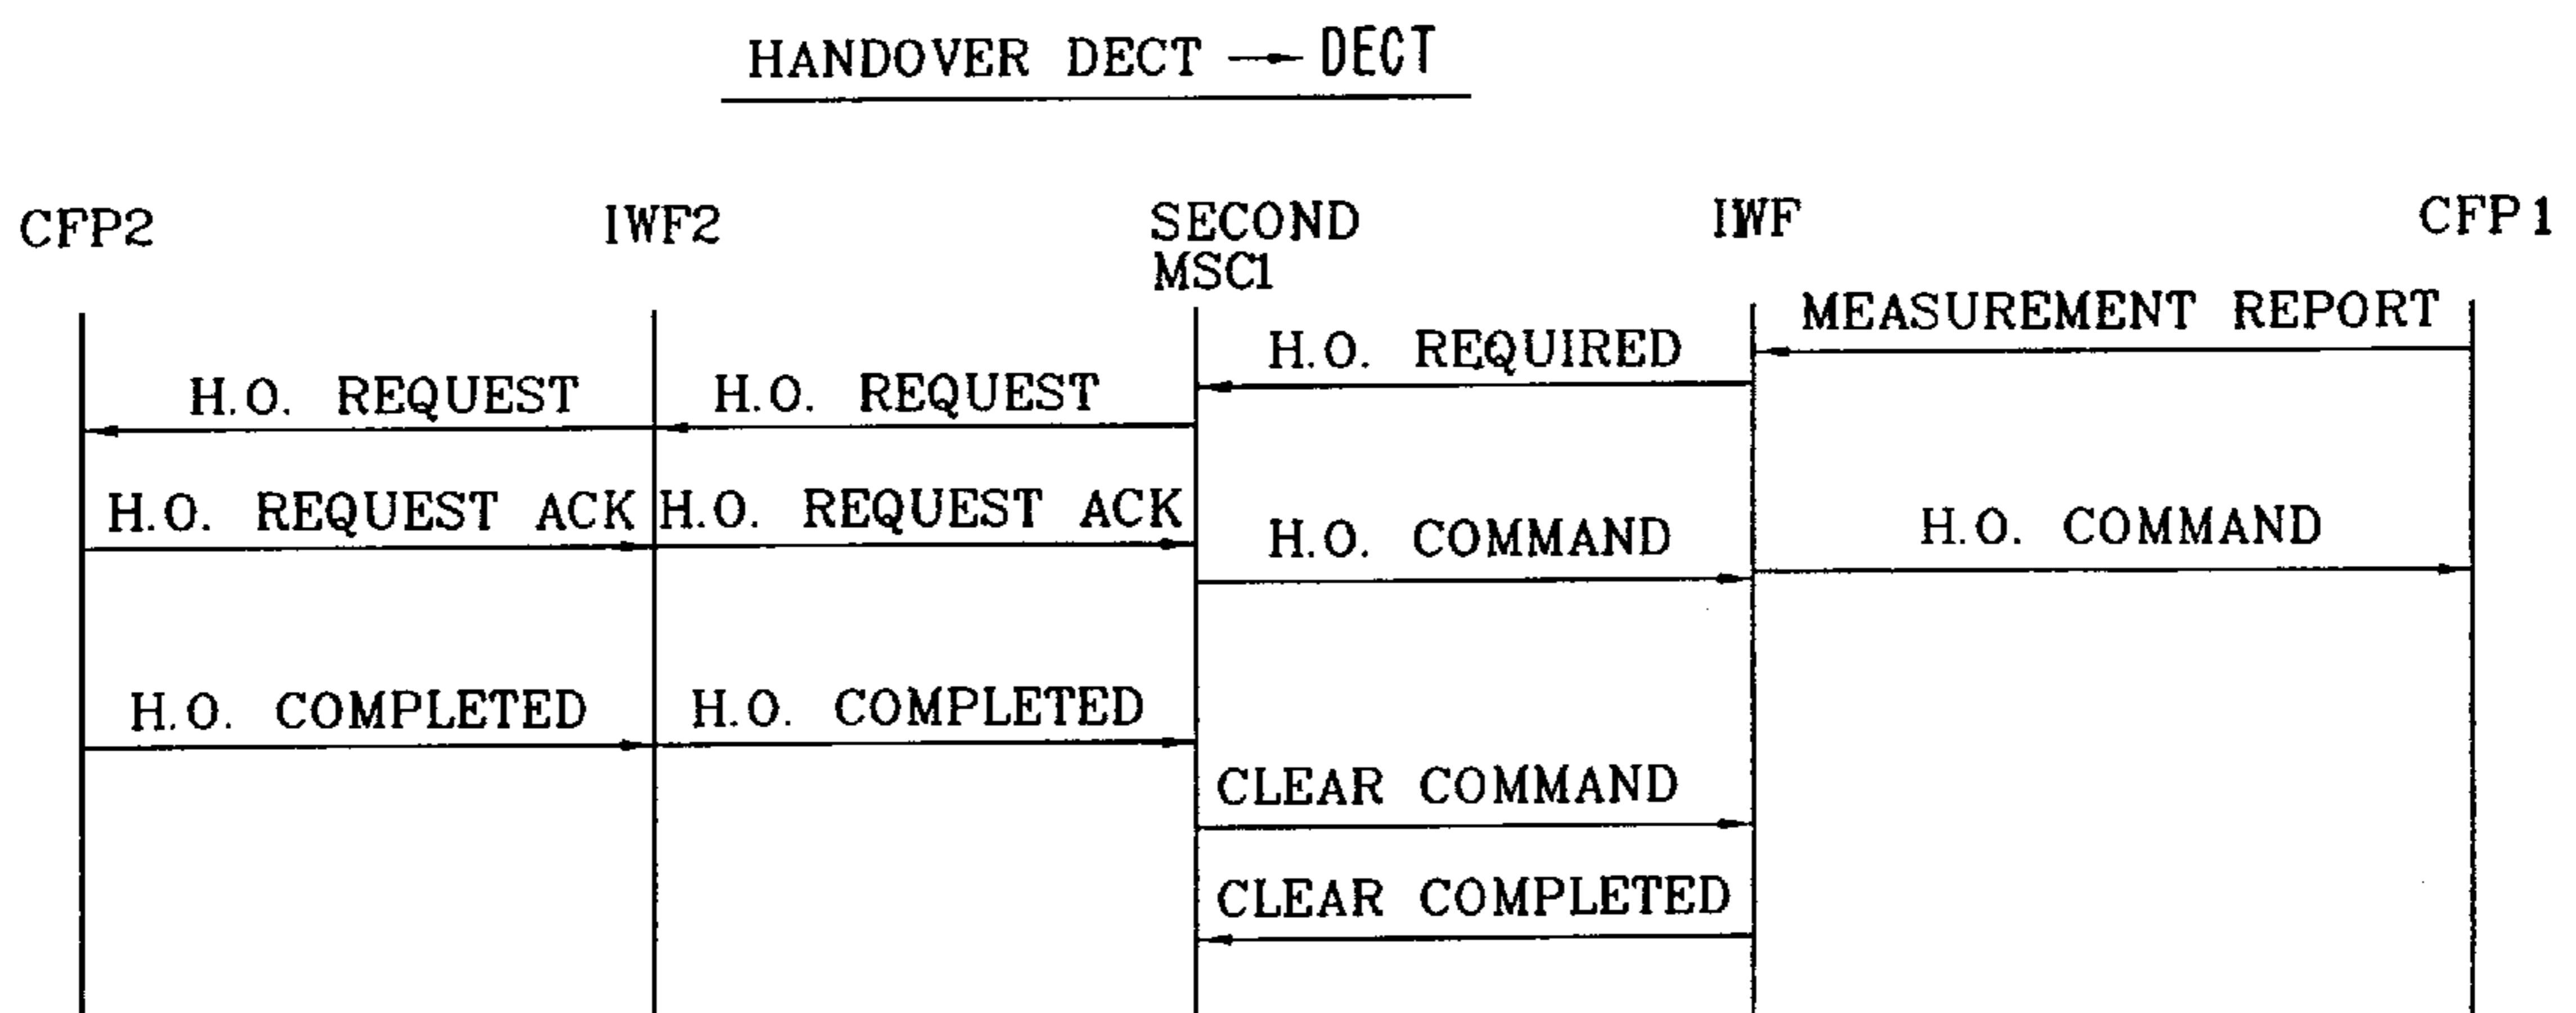 HANDOVER DECT → DECT
CFP2
IWF2
SECOND
MSC1
IWF
CFP1
MEASUREMENT REPORT
H.O. REQUIRED
H.O. REQUEST
H.O. REQUEST
H.O. REQUEST ACK
H.O. REQUEST ACK
H.O. COMMAND
H.O. COMMAND
H.O. COMPLETED
H.O. COMPLETED
CLEAR COMMAND
CLEAR COMPLETED